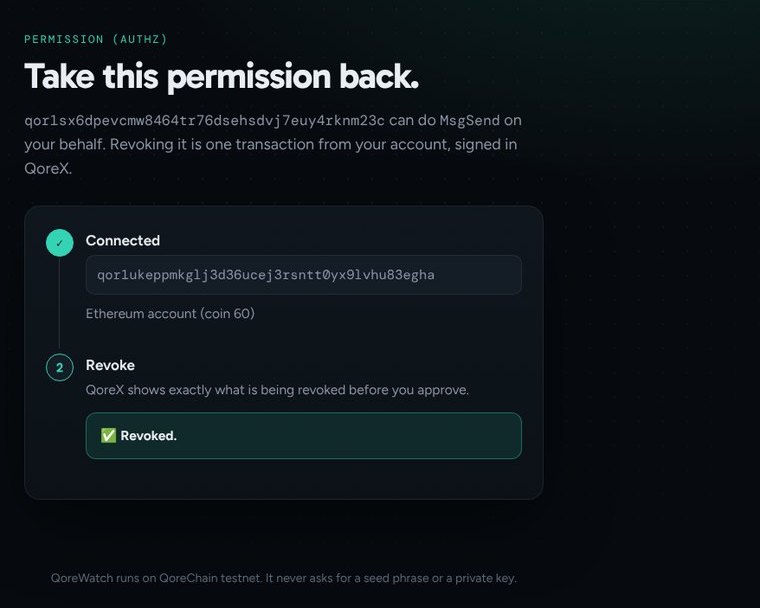 PERMISSION (AUTHZ)
Take this permission back.
qor1sx6dpevcmw8464tr76dsehsdvj7euy4rknm23c can do MsgSend on
your behalf. Revoking it is one transaction from your account, signed in
QoreX.
✓ Connected
qor1ukeppmkglj3d36ucej3rsntt0yx9lvhu83egha
Ethereum account (coin 60)
2 Revoke
QoreX shows exactly what is being revoked before you approve.
✅ Revoked.
QoreWatch runs on QoreChain testnet. It never asks for a seed phrase or a private key.